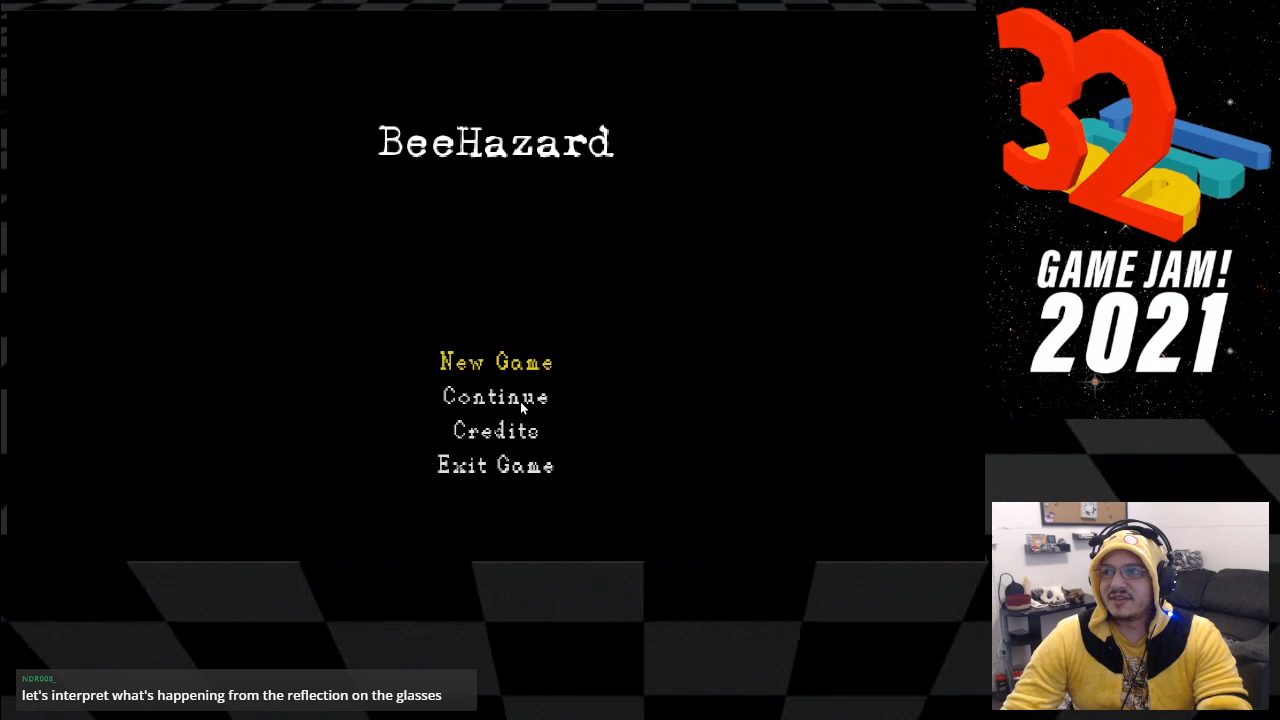 BeeHazard
New Game
Continue
Credits
Exit Game
32
GAME JAM!
2021
NDR008_
let's interpret what's happening from the reflection on the glasses